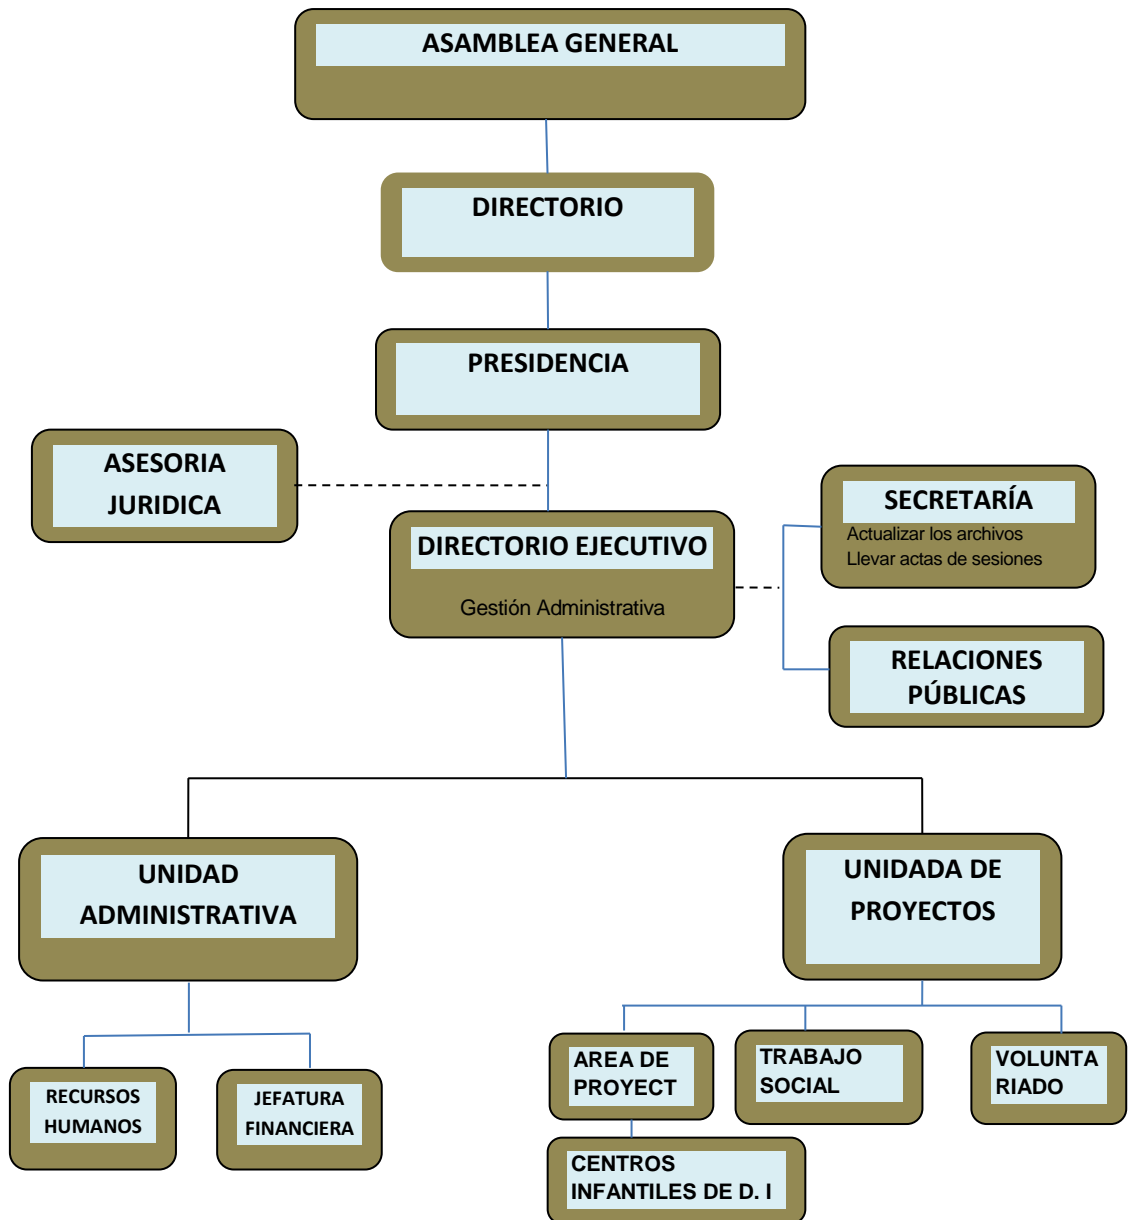 ASAMBLEA GENERAL
DIRECTORIO
PRESIDENCIA
ASESORIA
JURIDICA
SECRETARÍA
Actualizar los archivos
Llevar actas de sesiones
DIRECTORIO EJECUTIVO
Gestión Administrativa
RELACIONES
PÚBLICAS
UNIDAD
ADMINISTRATIVA
UNIDADA DE
PROYECTOS
RECURSOS
HUMANOS
JEFATURA
FINANCIERA
AREA DE
PROYECT
TRABAJO
SOCIAL
VOLUNTA
RIADO
CENTROS
INFANTILES DE D. I